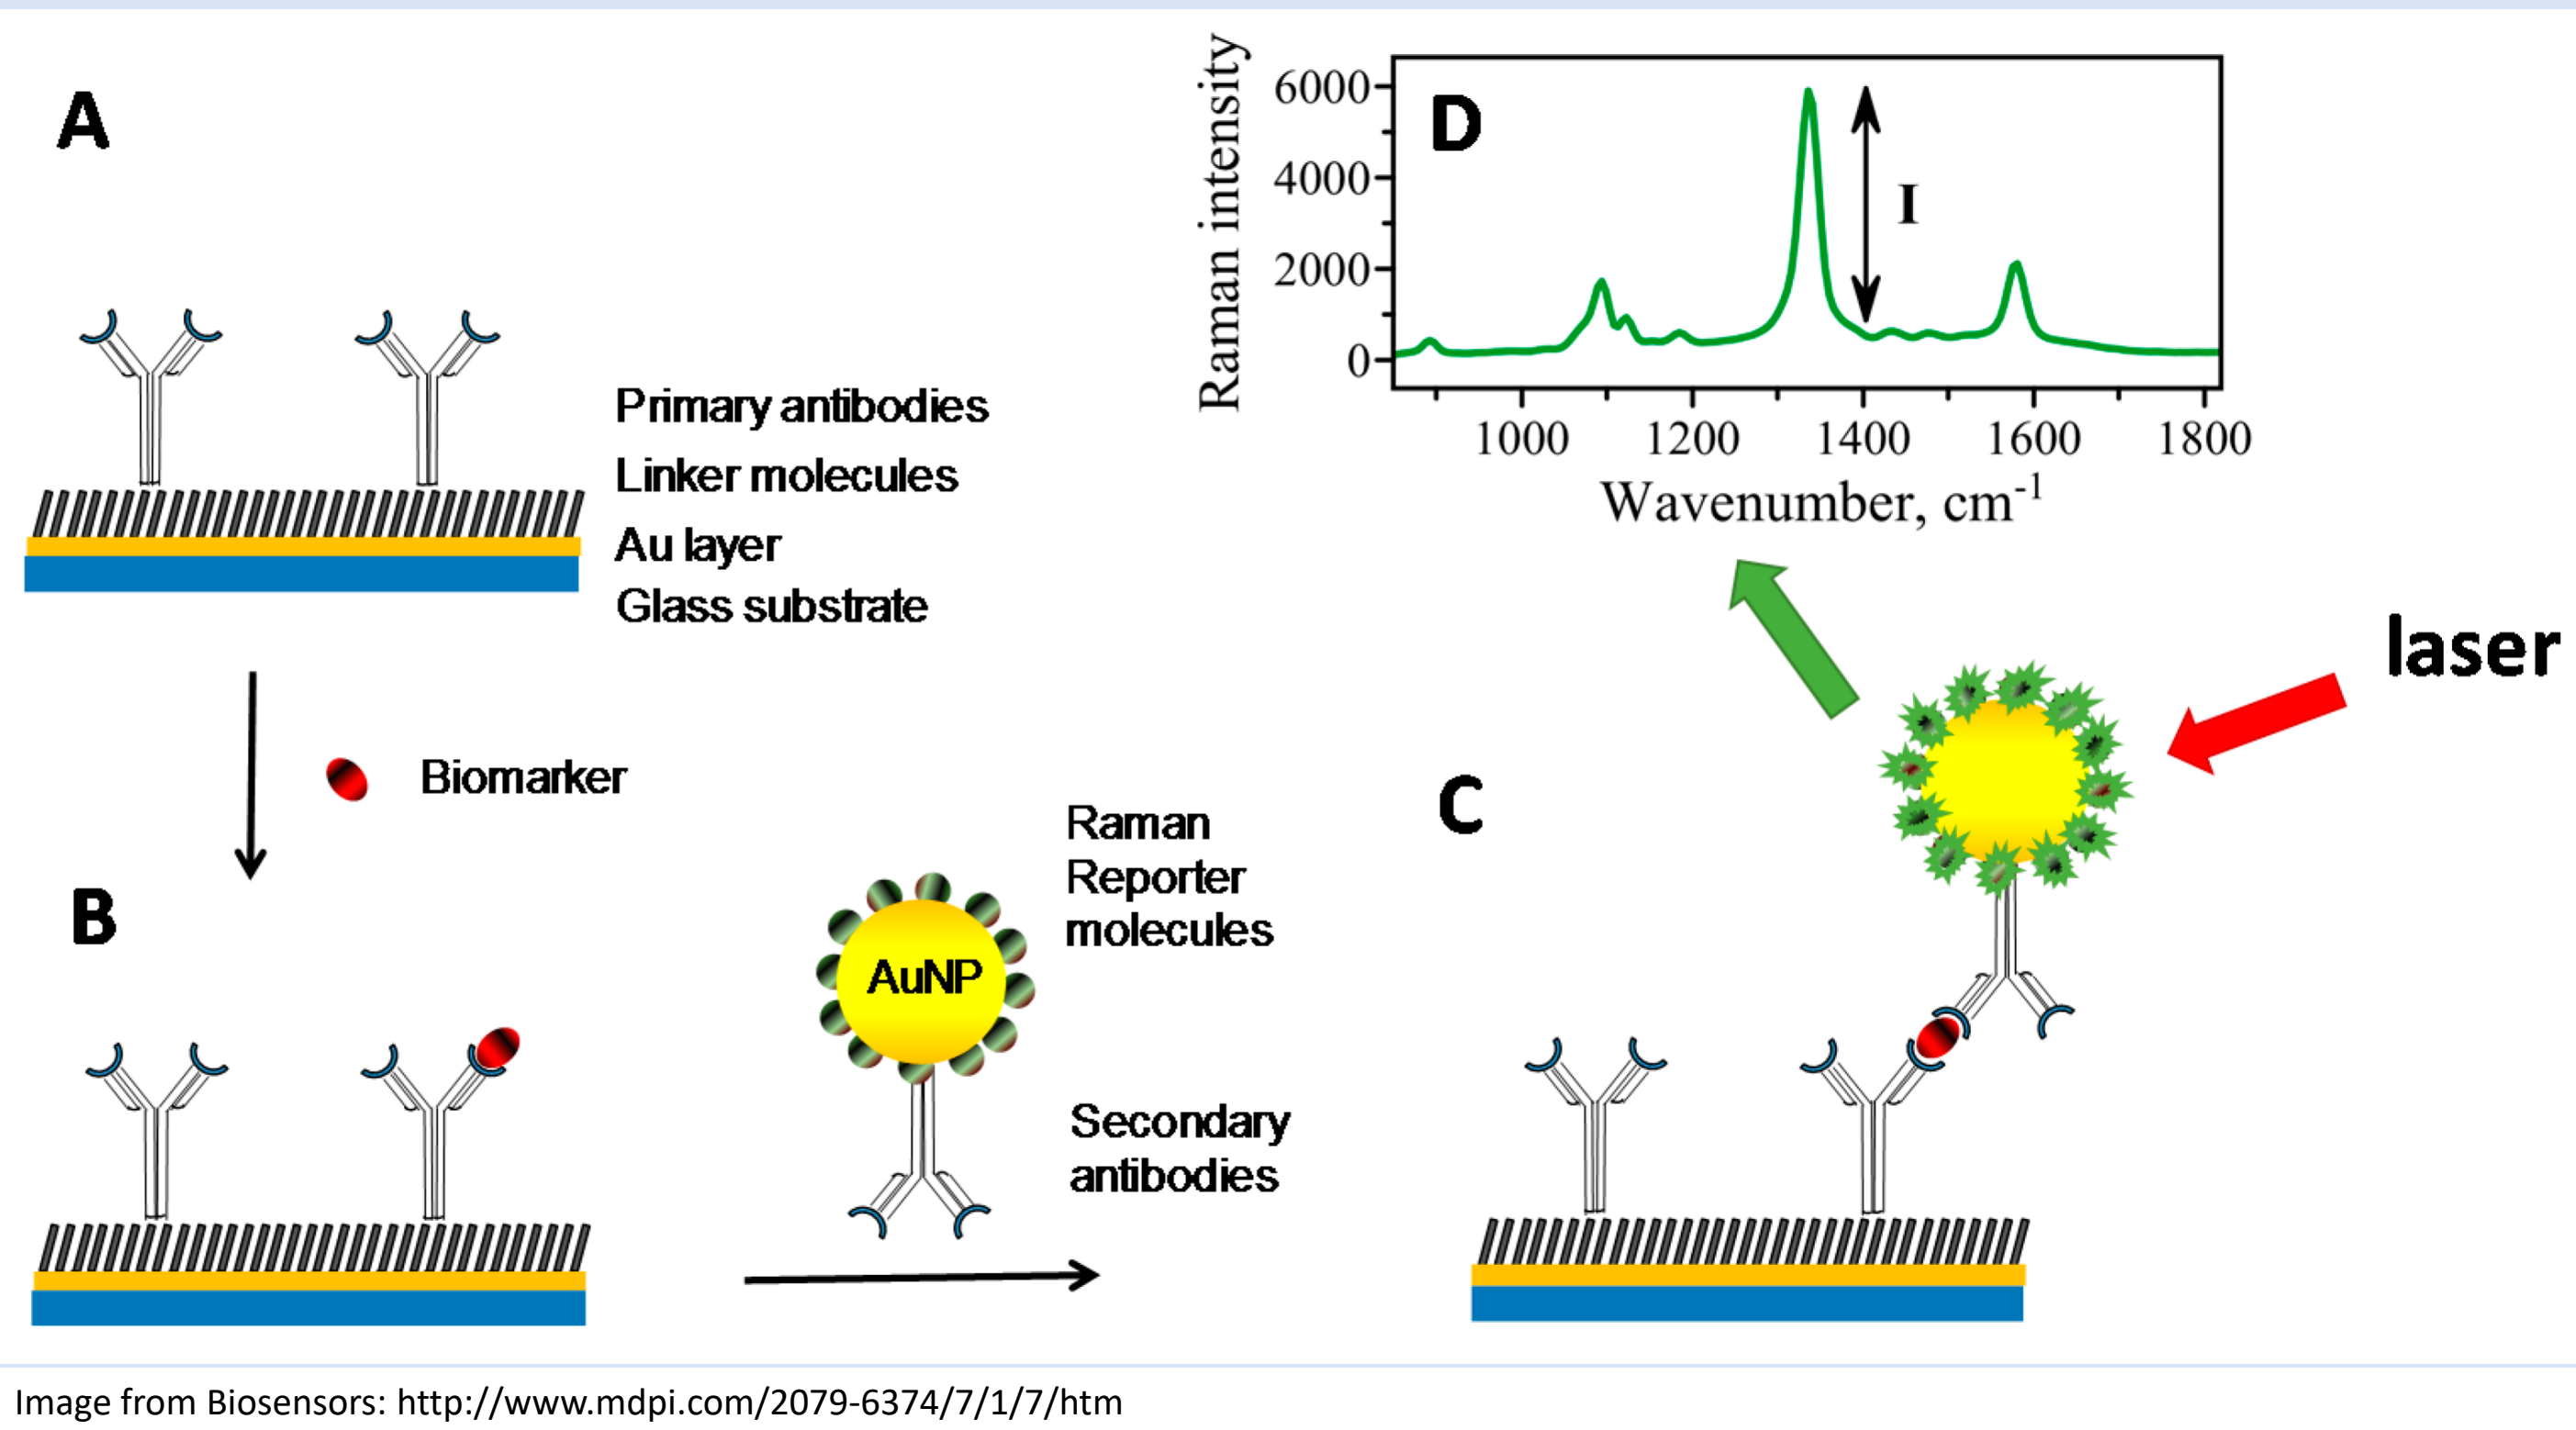 A
Primary antibodies
Linker molecules
Au layer
Glass substrate
Biomarker
B
AuNP
Raman
Reporter
molecules
Secondary
antibodies
D
I
Raman intensity
6000
4000
2000
0
1000 1200 1400 1600 1800
Wavenumber, cm⁻¹
laser
C
Image from Biosensors: http://www.mdpi.com/2079-6374/7/1/7/htm